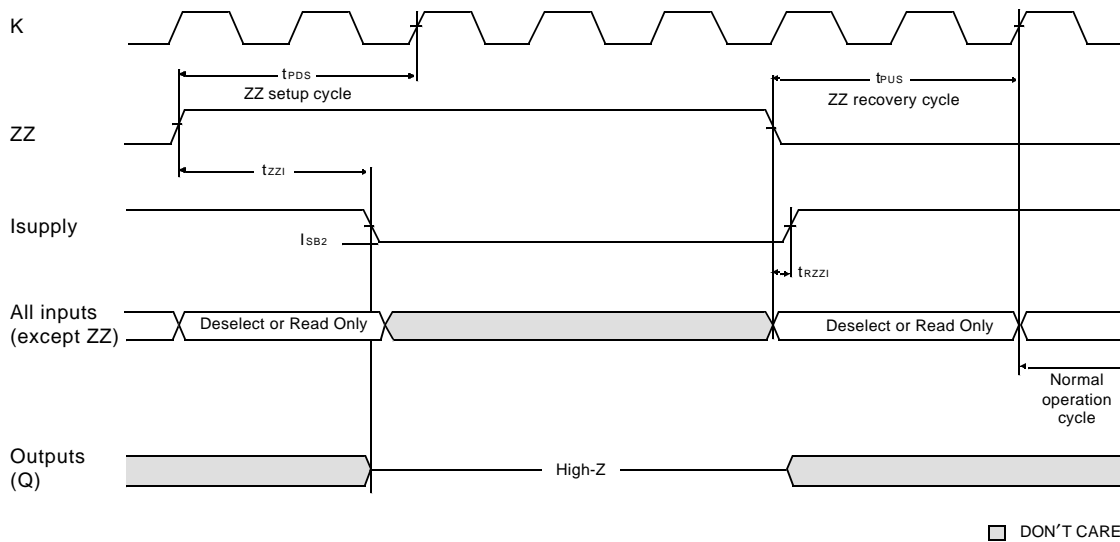 K
tPDS
ZZ setup cycle
tPUS
ZZ recovery cycle
ZZ
tZZI
Isupply
ISB2
tRZZI
All inputs
(except ZZ)
Deselect or Read Only
Deselect or Read Only
Normal
operation
cycle
Outputs
(Q)
High-Z
DON'T CARE